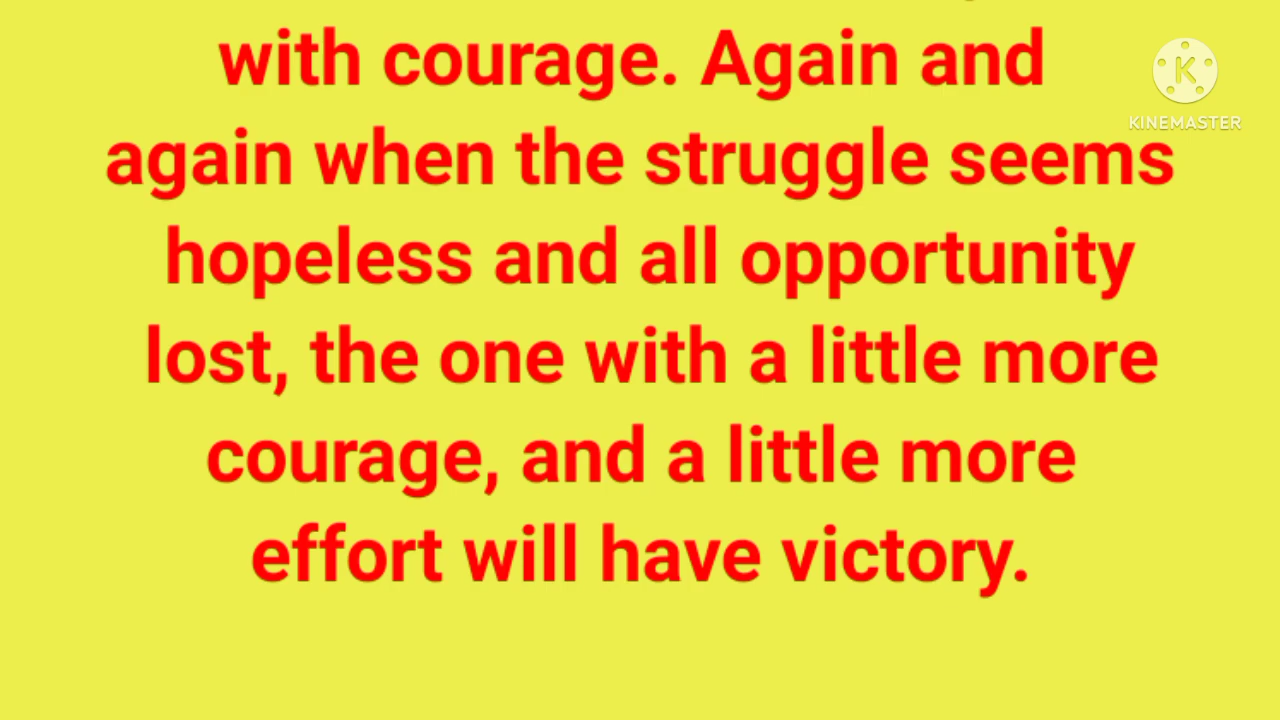 with courage. Again and
KINEMASTER
again when the struggle seems
hopeless and all opportunity
lost, the one with a little more
courage, and a little more
effort will have victory.